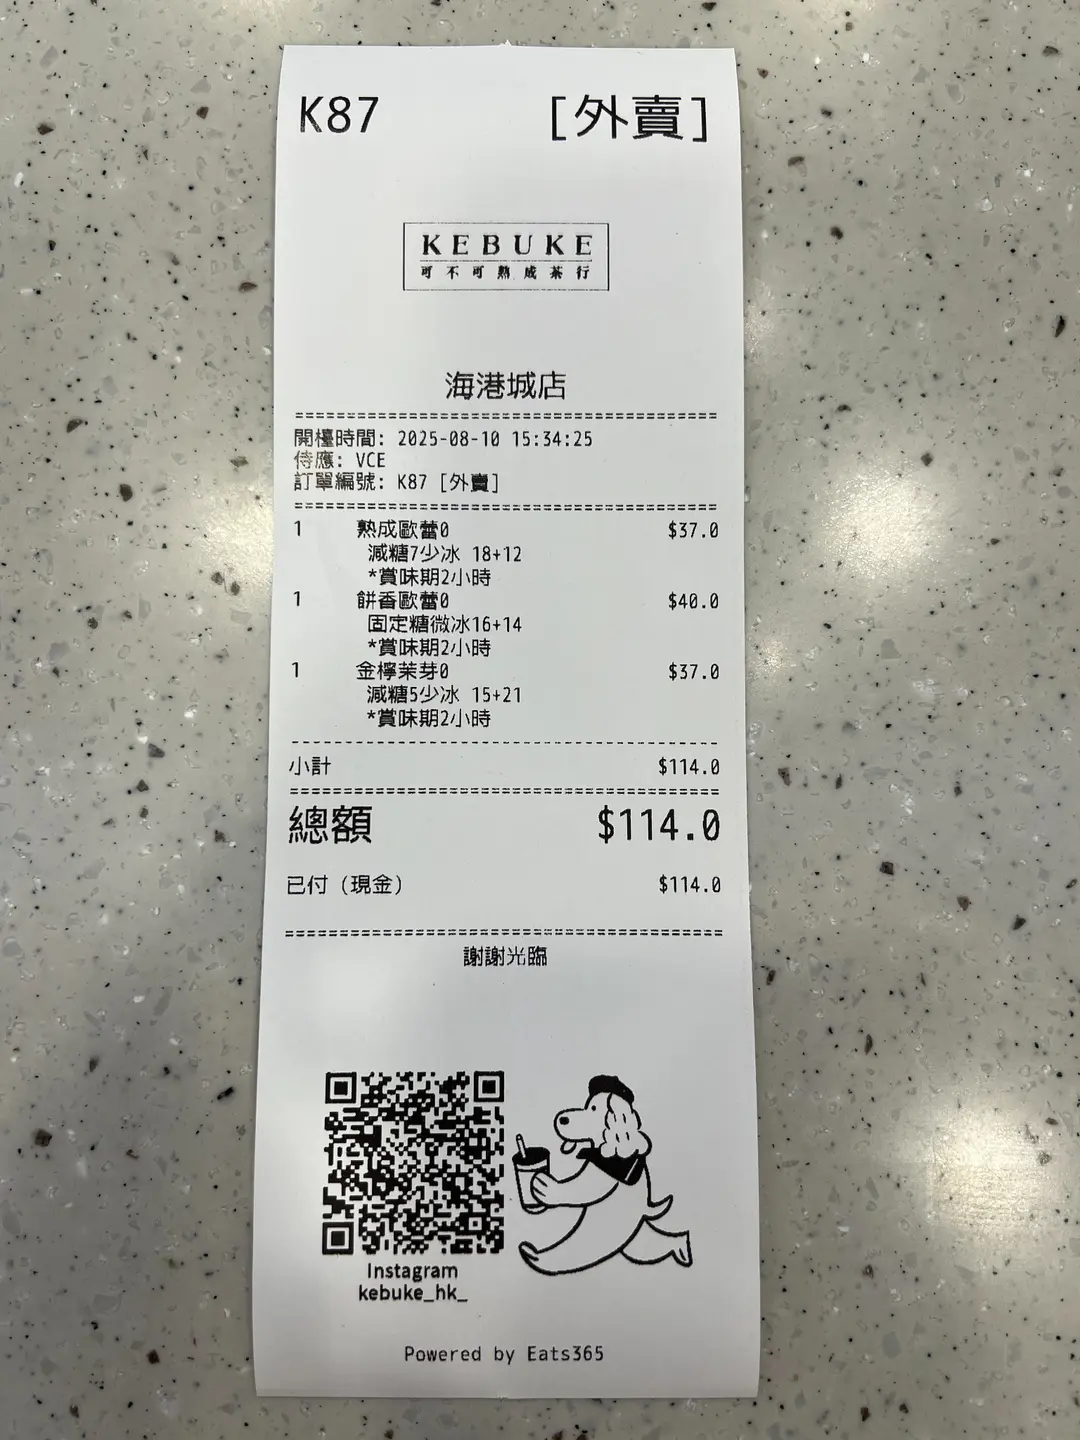 K87 [外賣]
KEBUKE
可不可熟成茶行
海港城店
開檯時間: 2025-08-10 15:34:25
侍應: VCE
訂單編號: K87 [外賣]
1 熟成歐蕾O $37.0
減糖7少冰 18+12
*賞味期2小時
1 餅香歐蕾O $40.0
固定糖微冰16+14
*賞味期2小時
1 金檸茉芽O $37.0
減糖5少冰 15+21
*賞味期2小時
小計 $114.0
總額 $114.0
已付 (現金) $114.0
謝謝光臨
Instagram
kebuke_hk_
Powered by Eats365